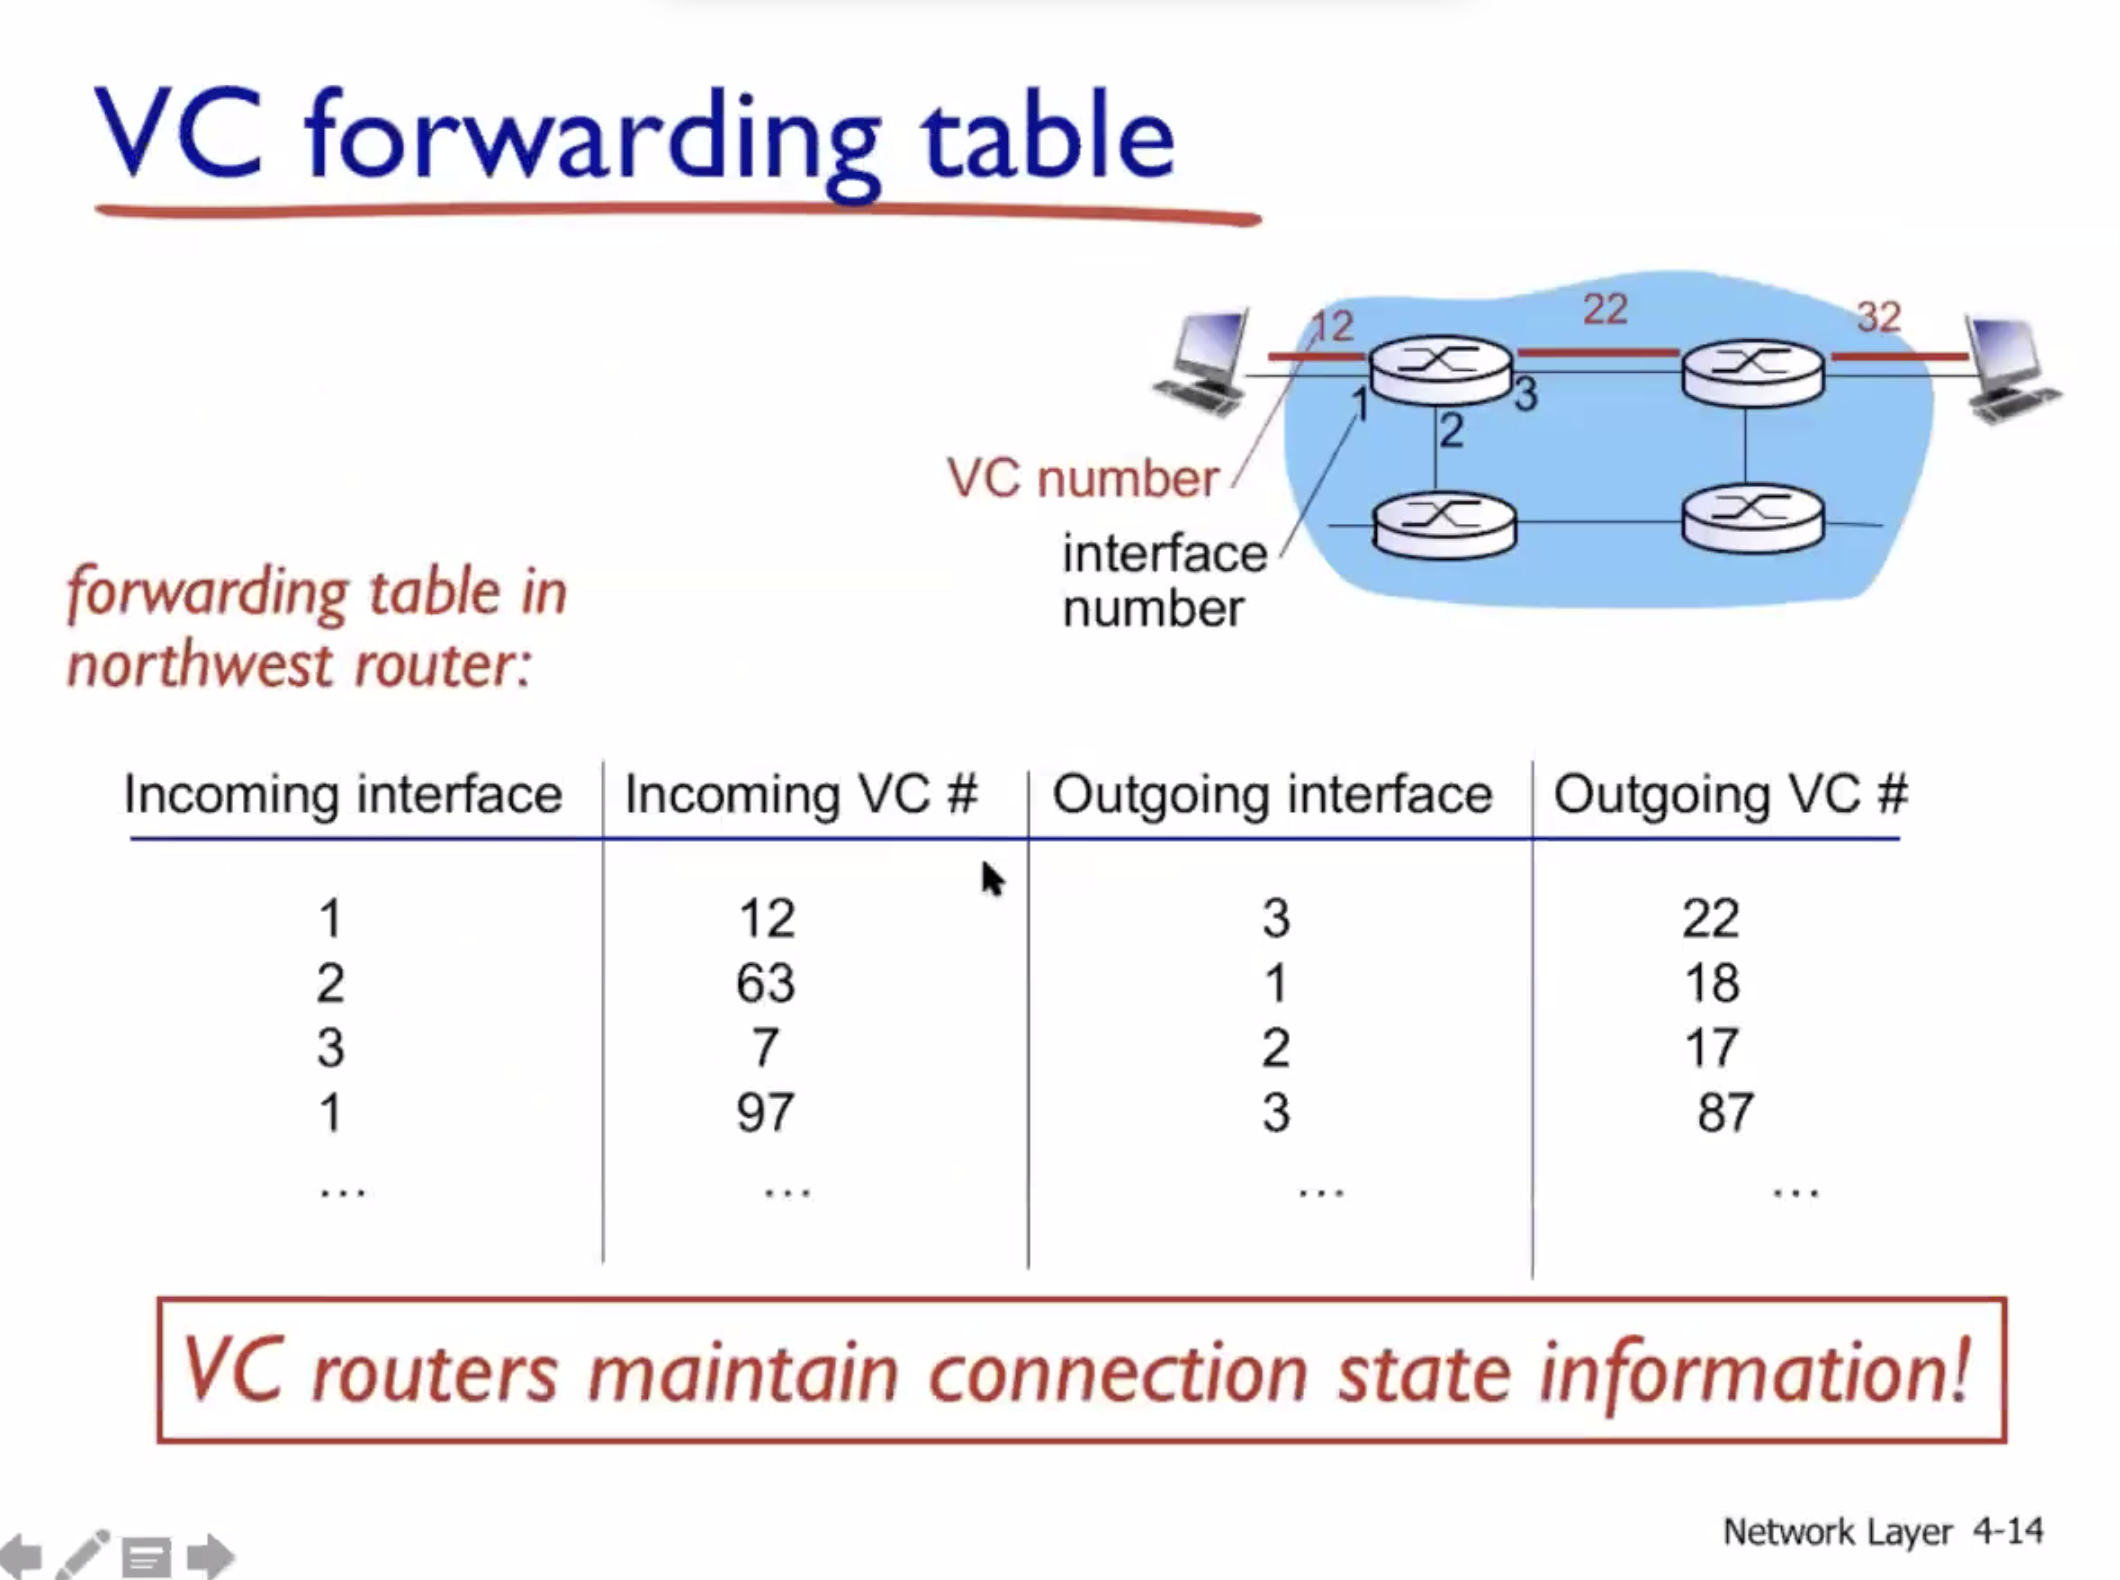 VC forwarding table
12
22
32
1
3
2
VC number
interface
number
forwarding table in
northwest router:
Incoming interface Incoming VC # Outgoing interface Outgoing VC #
1 12 3 22
2 63 1 18
3 7 2 17
1 97 3 87
… … … …
VC routers maintain connection state information!
Network Layer 4-14